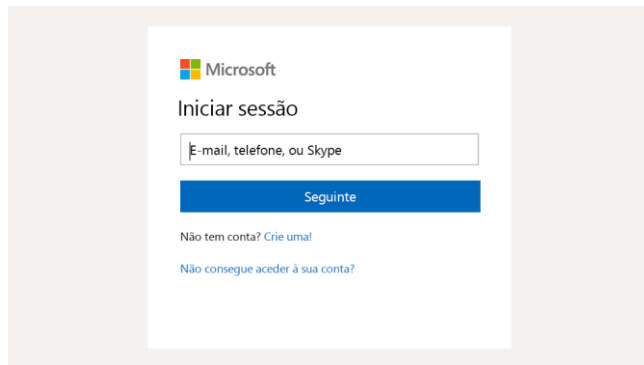 Microsoft
Iniciar sessão
E-mail, telefone, ou Skype
Seguinte
Não tem conta? Crie uma!
Não consegue aceder à sua conta?